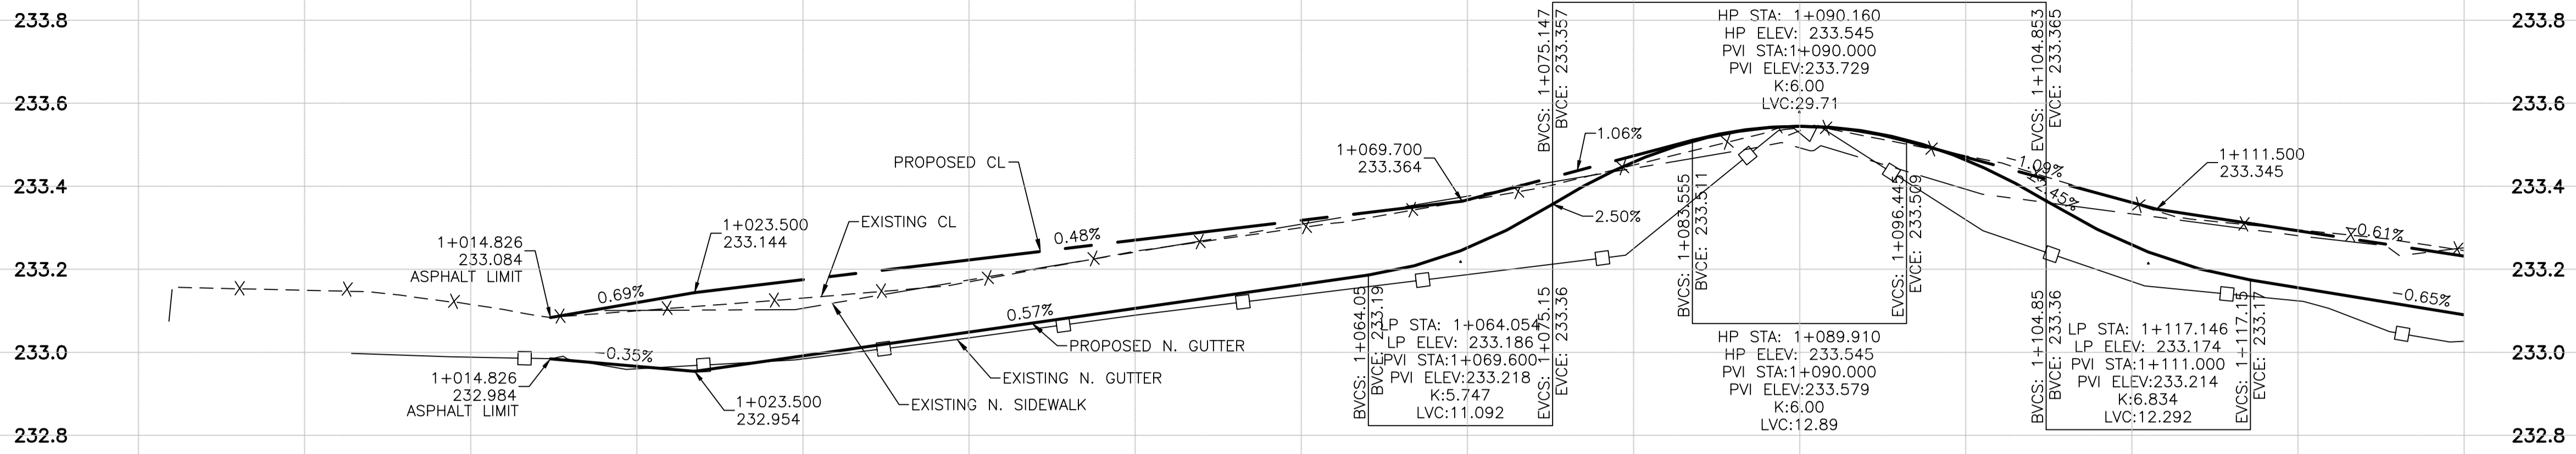 233.8
233.6
233.4
233.2
233.0
232.8
1+014.826
233.084
ASPHALT LIMIT
0.69%
1+023.500
233.144
EXISTING CL
PROPOSED CL
0.48%
-0.35%
1+014.826
232.984
ASPHALT LIMIT
1+023.500
232.954
0.57%
PROPOSED N. GUTTER
EXISTING N. GUTTER
EXISTING N. SIDEWALK
1+069.700
233.364
BVCS: 1+064.05
BVCE: 233.19
LP STA: 1+064.054
LP ELEV: 233.186
PVI STA:1+069.600
PVI ELEV:233.218
K:5.747
LVC:11.092
EVCS: 1+075.15
EVCE: 233.36
BVCS: 1+075.147
BVCE: 233.357
1.06%
2.50%
HP STA: 1+090.160
HP ELEV: 233.545
PVI STA:1+090.000
PVI ELEV:233.729
K:6.00
LVC:29.71
EVCS: 1+104.853
EVCE: 233.365
BVCS: 1+083.555
BVCE: 233.511
HP STA: 1+089.910
HP ELEV: 233.545
PVI STA:1+090.000
PVI ELEV:233.579
K:6.00
LVC:12.89
EVCS: 1+096.445
EVCE: 233.509
-1.09%
-2.45%
1+111.500
233.345
BVCS: 1+104.85
BVCE: 233.36
LP STA: 1+117.146
LP ELEV: 233.174
PVI STA:1+111.000
PVI ELEV:233.214
K:6.834
LVC:12.292
EVCS: 1+117.15
EVCE: 233.17
-0.61%
-0.65%
233.8
233.6
233.4
233.2
233.0
232.8